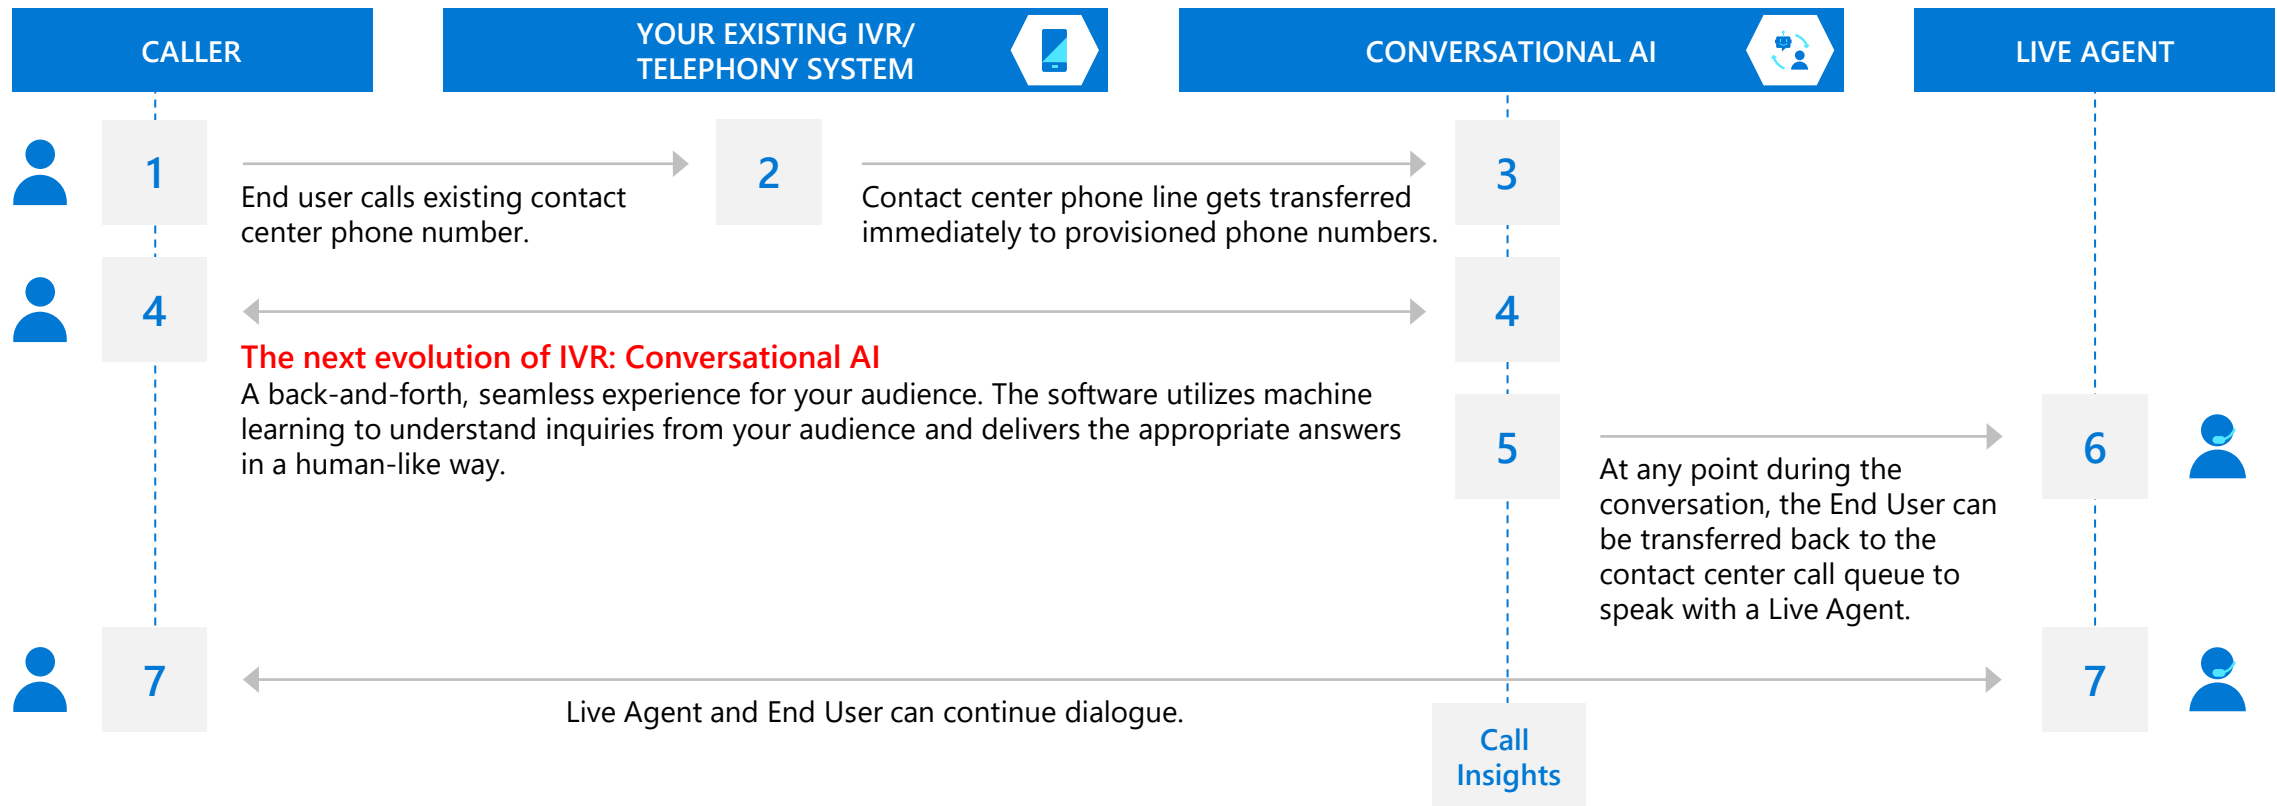 CALLER
YOUR EXISTING IVR/
TELEPHONY SYSTEM
CONVERSATIONAL AI
LIVE AGENT
1
2
3
End user calls existing contact
center phone number.
Contact center phone line gets transferred
immediately to provisioned phone numbers.
4
4
The next evolution of IVR: Conversational AI
A back-and-forth, seamless experience for your audience. The software utilizes machine
learning to understand inquiries from your audience and delivers the appropriate answers
in a human-like way.
5
6
At any point during the
conversation, the End User can
be transferred back to the
contact center call queue to
speak with a Live Agent.
7
7
Live Agent and End User can continue dialogue.
Call
Insights